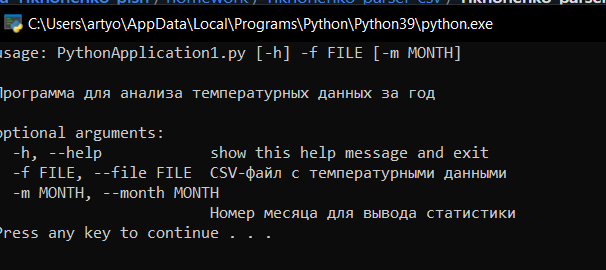 C:\Users\artyo\AppData\Local\Programs\Python\Python39\python.exe
usage: PythonApplication1.py [-h] -f FILE [-m MONTH]
Программа для анализа температурных данных за год
optional arguments:
-h, --help show this help message and exit
-f FILE, --file FILE CSV-файл с температурными данными
-m MONTH, --month MONTH
Номер месяца для вывода статистики
Press any key to continue . . .